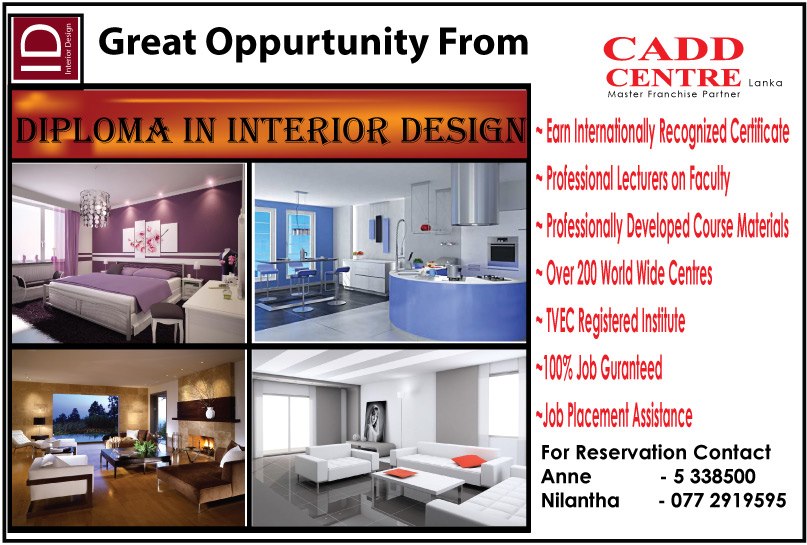 ID
Interior Design
Great Oppurtunity From
CADD
CENTRE Lanka
Master Franchise Partner
DIPLOMA IN INTERIOR DESIGN
~ Earn Internationally Recognized Certificate
~ Professional Lecturers on Faculty
~ Professionally Developed Course Materials
~ Over 200 World Wide Centres
~ TVEC Registered Institute
~100% Job Guranteed
~Job Placement Assistance
For Reservation Contact
Anne - 5 338500
Nilantha - 077 2919595